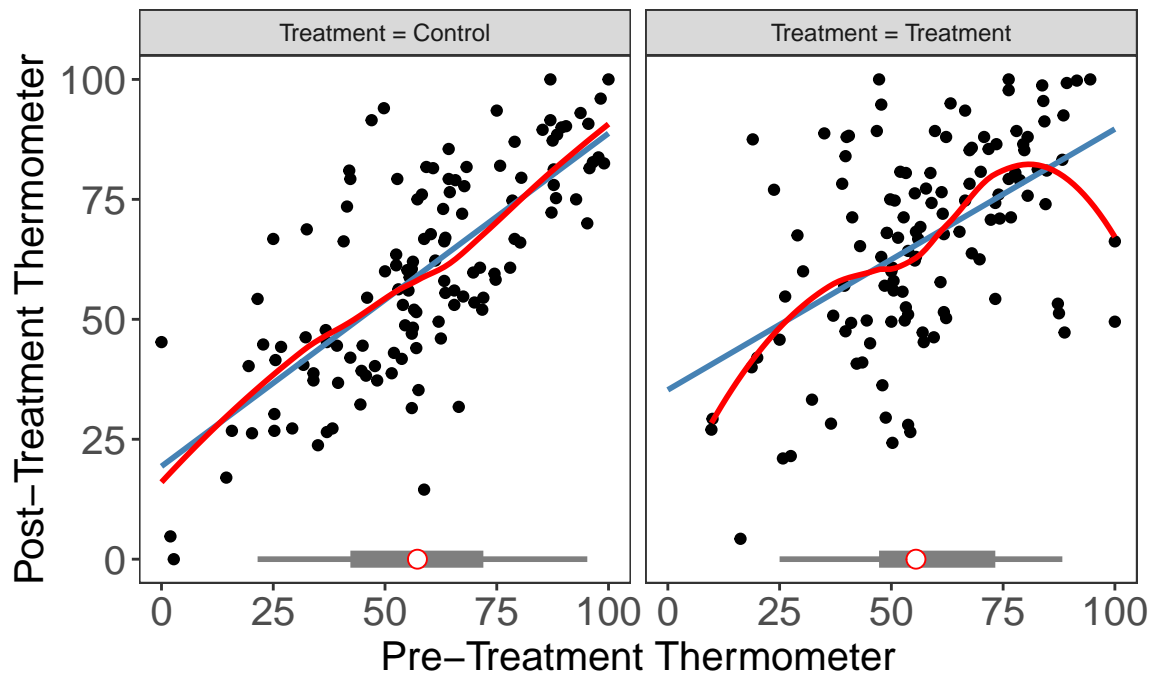 Treatment = Control
Treatment = Treatment
Post−Treatment Thermometer
100
75
50
25
0
0 25 50 75 100
0 25 50 75 100
Pre−Treatment Thermometer